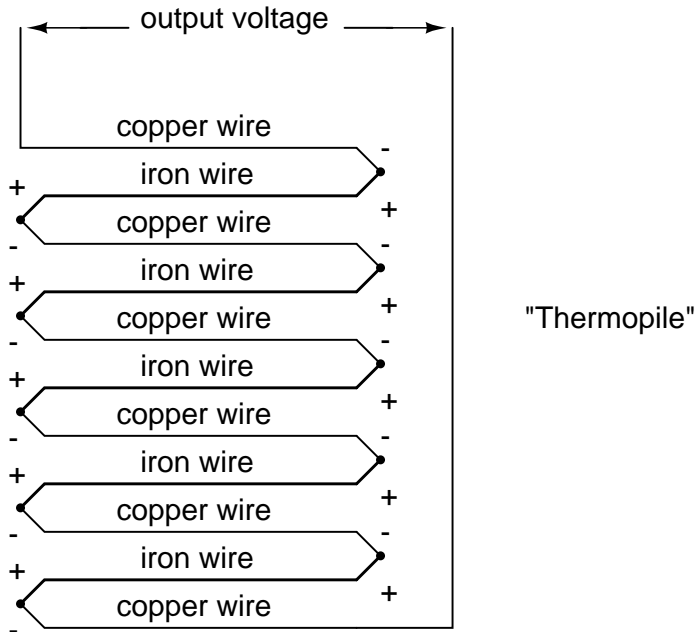 output voltage
copper wire
-
iron wire
+
+
copper wire
-
-
iron wire
+
+
copper wire
-
-
iron wire
+
+
copper wire
-
-
iron wire
+
+
copper wire
-
-
iron wire
+
+
copper wire
-
"Thermopile"